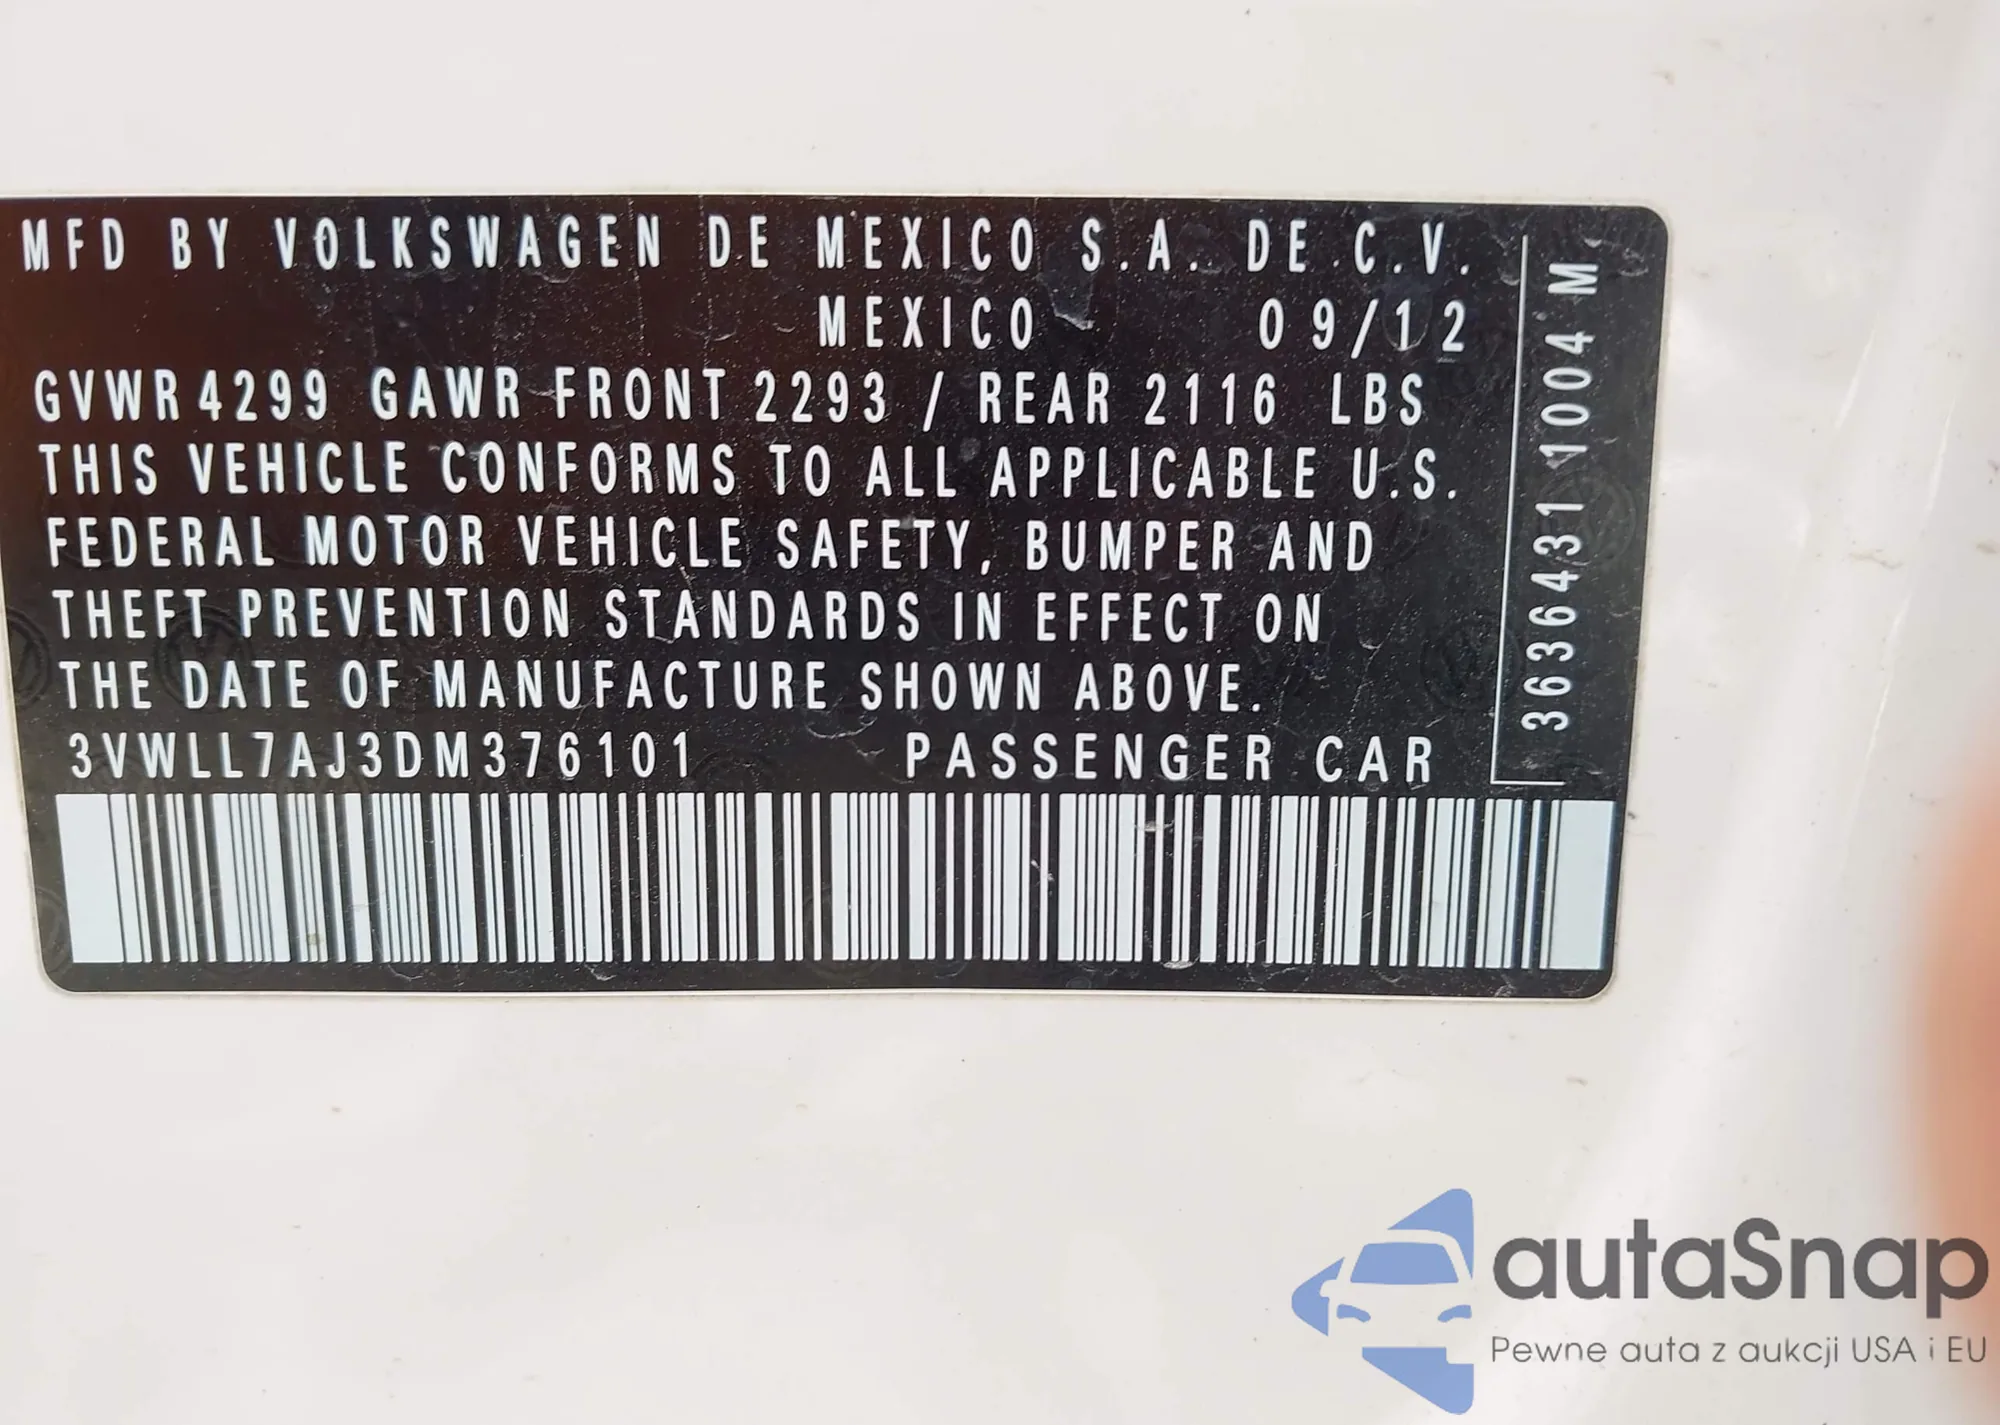 MFD BY VOLKSWAGEN DE MEXICO S.A. DE C.V.
MEXICO 09/12
GVWR 4299 GAWR FRONT 2293 / REAR 2116 LBS
THIS VEHICLE CONFORMS TO ALL APPLICABLE U.S.
FEDERAL MOTOR VEHICLE SAFETY, BUMPER AND
THEFT PREVENTION STANDARDS IN EFFECT ON
THE DATE OF MANUFACTURE SHOWN ABOVE.
3VWLL7AJ3DM376101 PASSENGER CAR
36364311004 M
autaSnap
Pewne auta z aukcji USA i EU